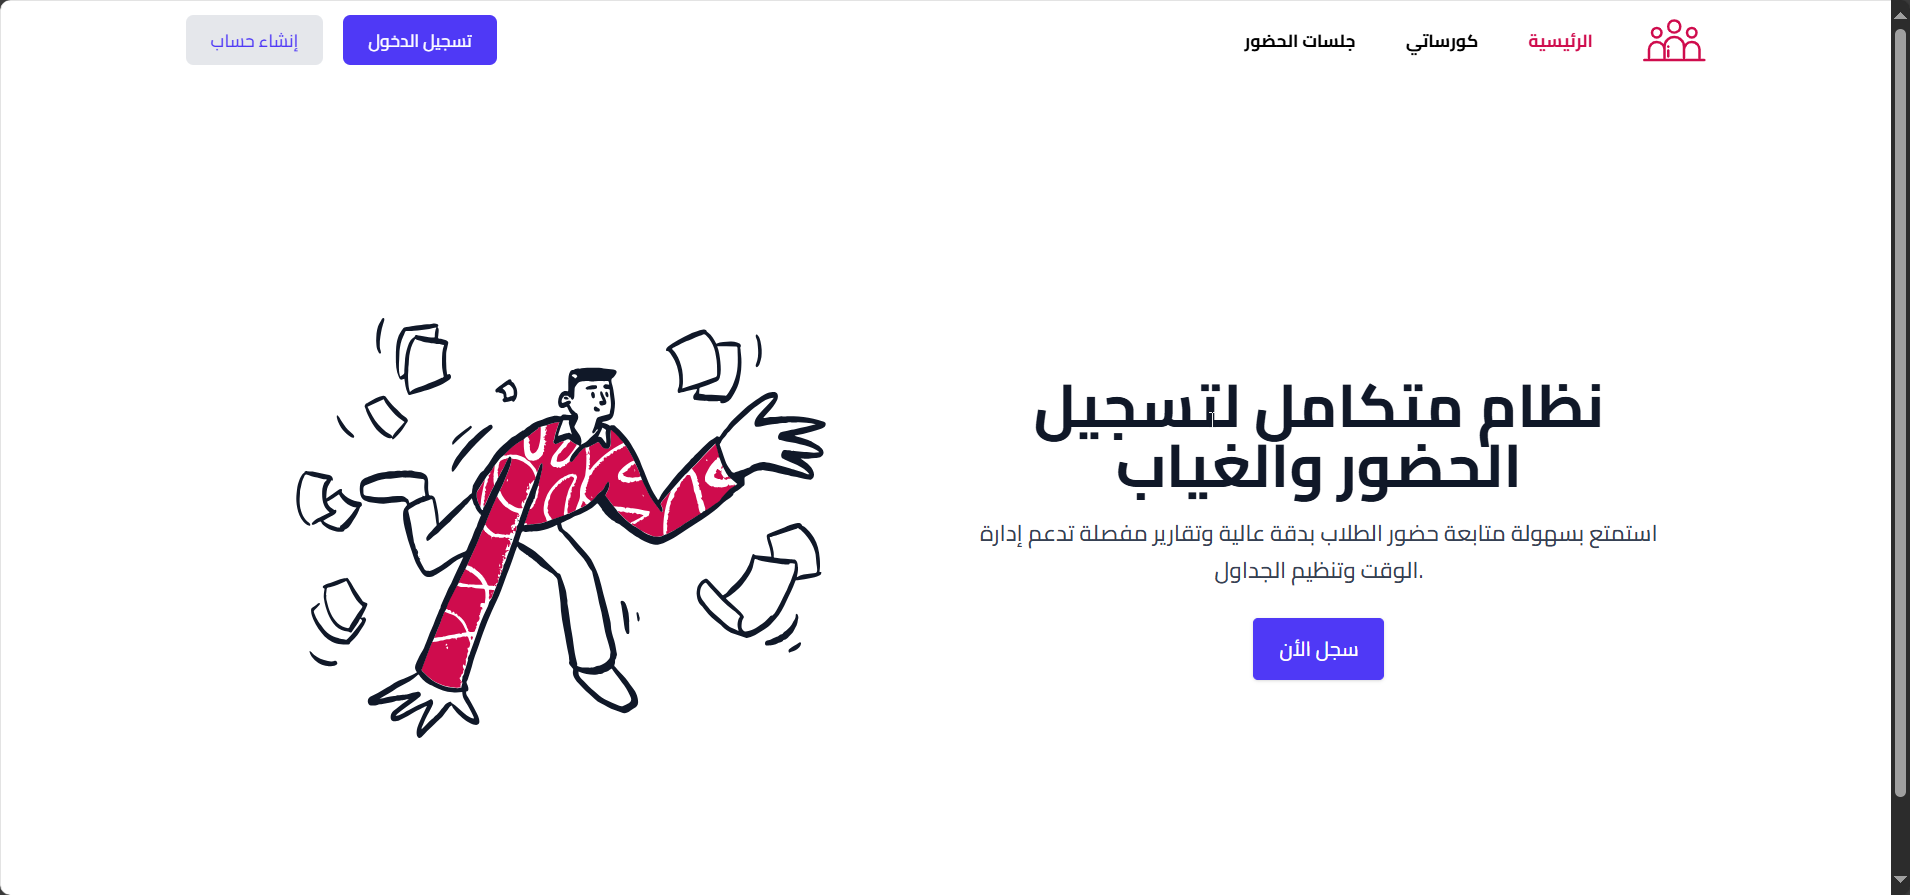 الرئيسية
كورساتي
جلسات الحضور
تسجيل الدخول
إنشاء حساب
نظام متكامل لتسجيل
الحضور والغياب
استمتع بسهولة متابعة حضور الطلاب بدقة عالية وتقارير مفصلة تدعم إدارة
.الوقت وتنظيم الجداول
سجل الأن